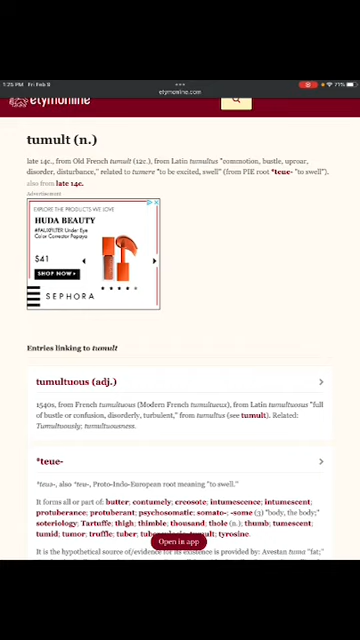 1:25 PM Fri Feb 9
71%
etymonline.com
etymonline
tumult (n.)
late 14c., from Old French tumult (12c.), from Latin tumultus "commotion, bustle, uproar,
disorder, disturbance," related to tumere "to be excited, swell" (from PIE root *teue- "to swell").
also from late 14c.
Advertisement
EXPLORE THE PRODUCTS WE LOVE
HUDA BEAUTY
#FAUXFILTER Under Eye
Color Corrector Papaya
$41
SHOP NOW
SEPHORA
Entries linking to tumult
tumultuous (adj.)
1540s, from French tumultuous (Modern French tumultueux), from Latin tumultuosus "full
of bustle or confusion, disorderly, turbulent," from tumultus (see tumult). Related:
Tumultuously; tumultuousness.
*teue-
*teuə-, also *teu-, Proto-Indo-European root meaning "to swell."
It forms all or part of: butter; contumely; creosote; intumescence; intumescent;
protuberance; protuberant; psychosomatic; somato-; -some (3) "body, the body;"
soteriology; Tartuffe; thigh; thimble; thousand; thole (n.); thumb; tumescent;
tumid; tumor; truffle; tuber; tuberculosis; tumult; tyrosine.
Open in app
It is the hypothetical source of/evidence for its existence is provided by: Avestan tuma "fat;"